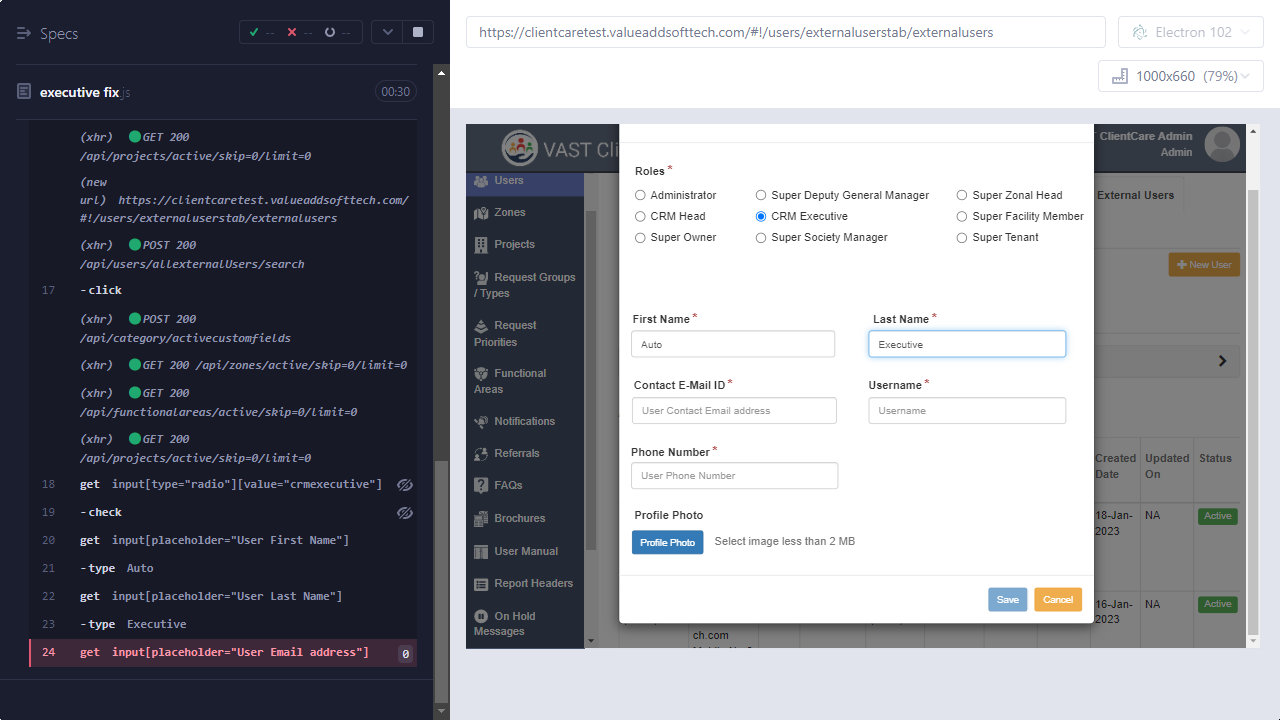 Specs
--
--
--
executive fix.js
00:30
(xhr) GET 200
/api/projects/active/skip=0/limit=0
(new
url) https://clientcaretest.valueaddsofttech.com/
#!/users/externaluserstab/externalusers
(xhr) POST 200
/api/users/allexternalUsers/search
17 -click
(xhr) POST 200
/api/category/activecustomfields
(xhr) GET 200 /api/zones/active/skip=0/limit=0
(xhr) GET 200
/api/functionalareas/active/skip=0/limit=0
(xhr) GET 200
/api/projects/active/skip=0/limit=0
18 get input[type="radio"][value="crmexecutive"]
19 -check
20 get input[placeholder="User First Name"]
21 -type Auto
22 get input[placeholder="User Last Name"]
23 -type Executive
24 get input[placeholder="User Email address"] 0
https://clientcaretest.valueaddsofttech.com/#!/users/externaluserstab/externalusers
Electron 102
1000x660 (79%)
VAST Cli
ClientCare Admin
Admin
Users
Zones
Projects
Request Groups
/ Types
Request
Priorities
Functional
Areas
Notifications
Referrals
FAQs
Brochures
User Manual
Report Headers
On Hold
Messages
Roles *
Administrator Super Deputy General Manager Super Zonal Head
CRM Head CRM Executive Super Facility Member
Super Owner Super Society Manager Super Tenant
First Name * Last Name *
Auto Executive
Contact E-Mail ID * Username *
User Contact Email address Username
Phone Number *
User Phone Number
Profile Photo
Profile Photo Select image less than 2 MB
Save Cancel
External Users
New User
Created
Date
Updated
On
Status
18-Jan-
2023
NA
Active
16-Jan-
2023
NA
Active
ch.com